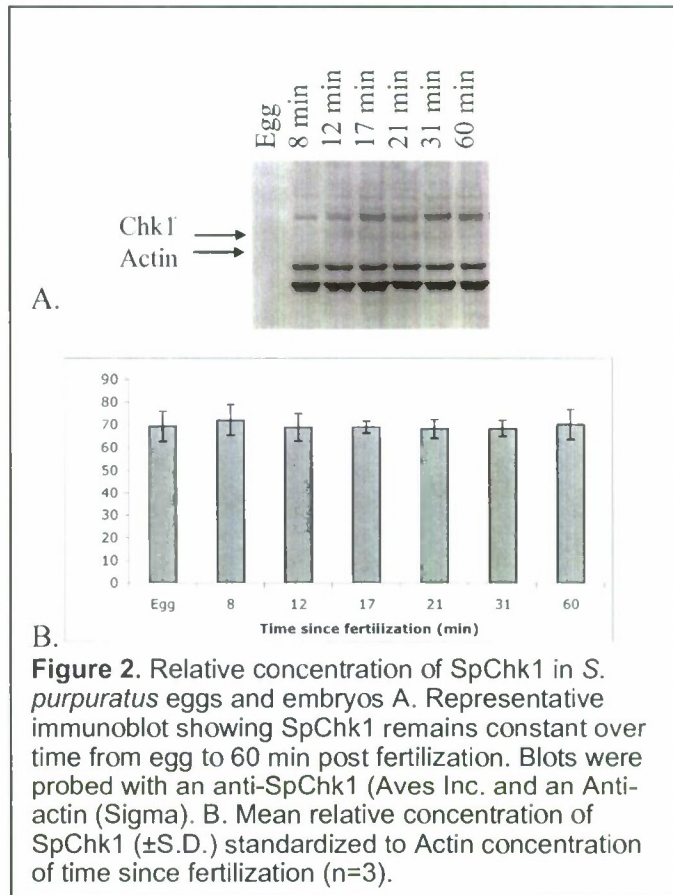 Egg
8 min
12 min
17 min
21 min
31 min
60 min
Chk1
Actin
A.
90
80
70
60
50
40
30
20
10
0
Egg 8 12 17 21 31 60
Time since fertilization (min)
B.
Figure 2. Relative concentration of SpChk1 in S.
purpuratus eggs and embryos A. Representative
immunoblot showing SpChk1 remains constant over
time from egg to 60 min post fertilization. Blots were
probed with an anti-SpChk1 (Aves Inc. and an Anti-
actin (Sigma). B. Mean relative concentration of
SpChk1 (±S.D.) standardized to Actin concentration
of time since fertilization (n=3).